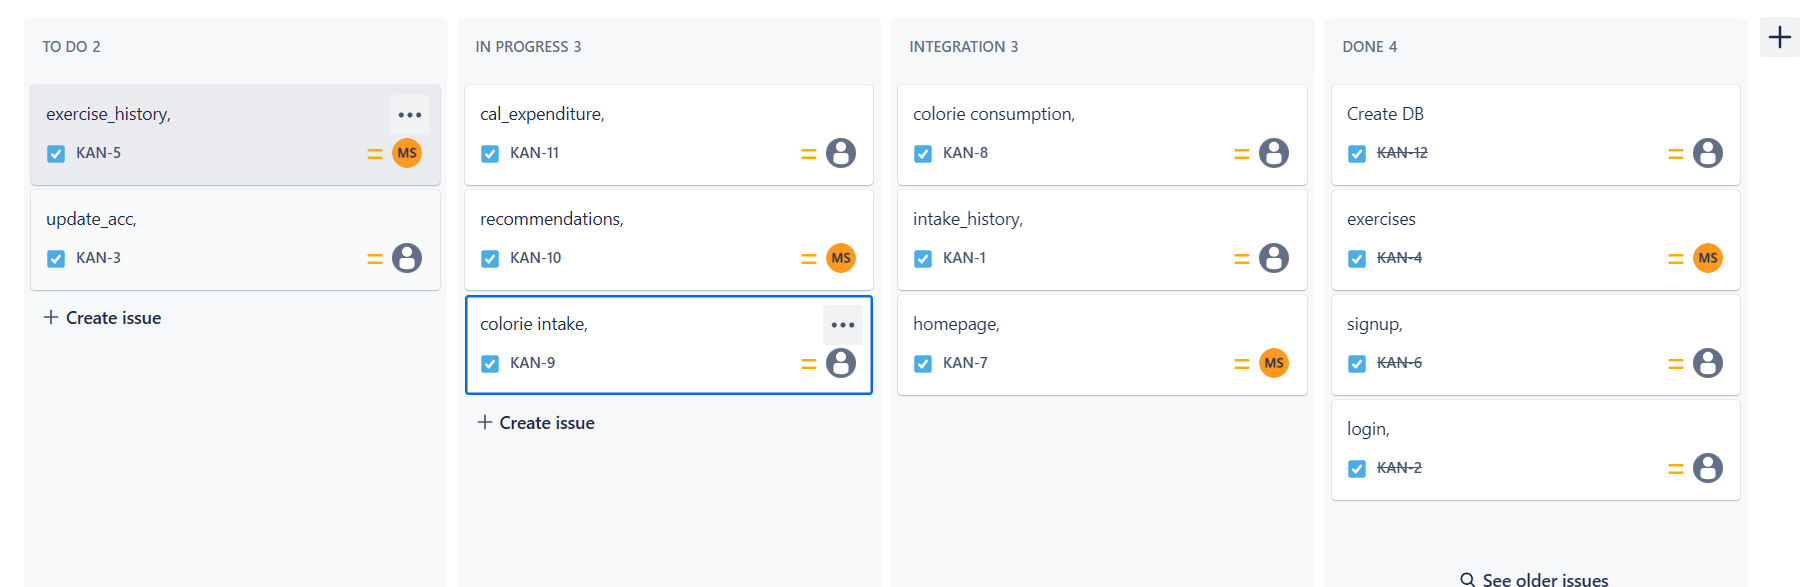 TO DO 2
exercise_history,
KAN-5
MS
update_acc,
KAN-3
Create issue
IN PROGRESS 3
cal_expenditure,
KAN-11
recommendations,
KAN-10
MS
colorie intake,
KAN-9
Create issue
INTEGRATION 3
colorie consumption,
KAN-8
intake_history,
KAN-1
homepage,
KAN-7
MS
DONE 4
Create DB
KAN-12
exercises
KAN-4
MS
signup,
KAN-6
login,
KAN-2
See older issues